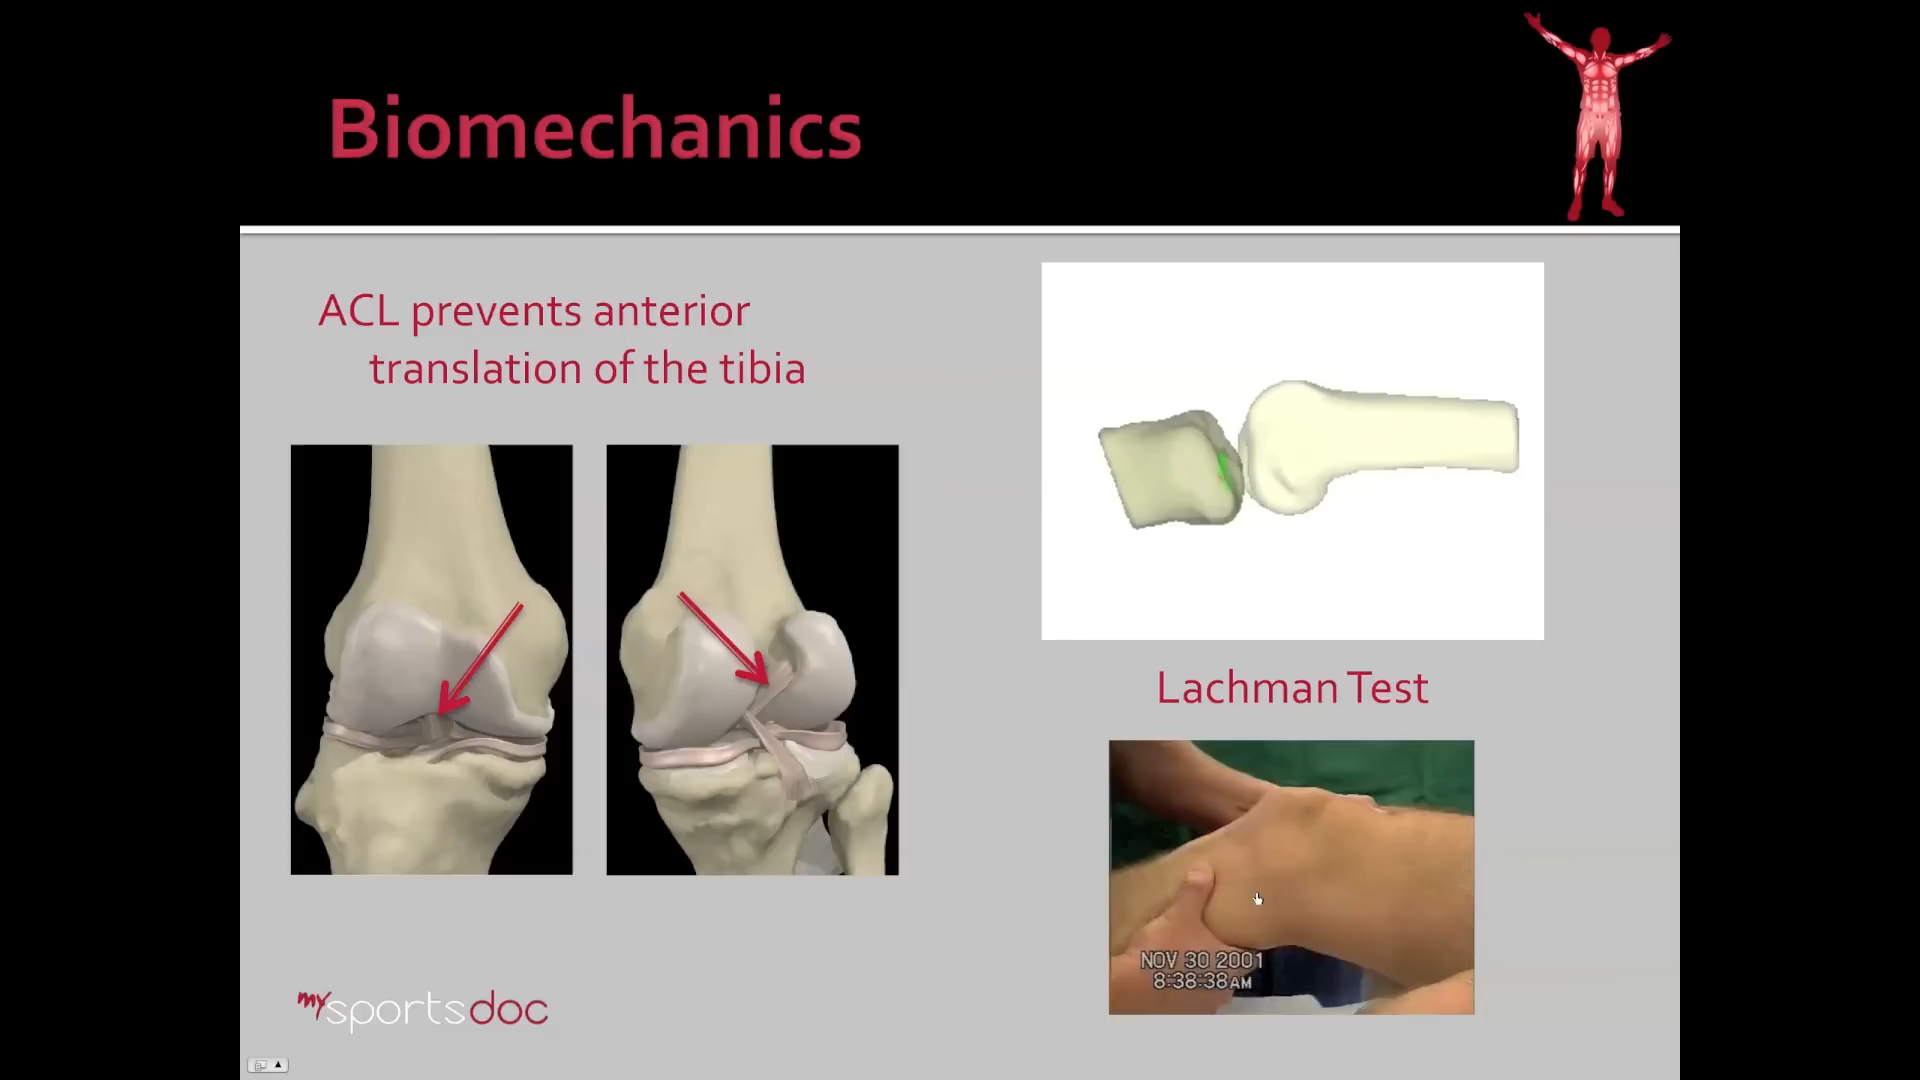 Biomechanics
ACL prevents anterior
translation of the tibia
Lachman Test
NOV 30 2001
8:38:38AM
mysportsdoc